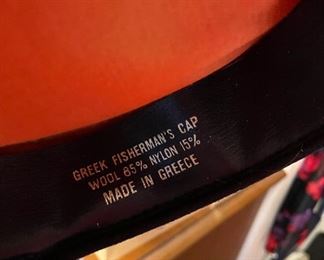 GREEK FISHERMAN'S CAP
WOOL 85% NYLON 15%
MADE IN GREECE